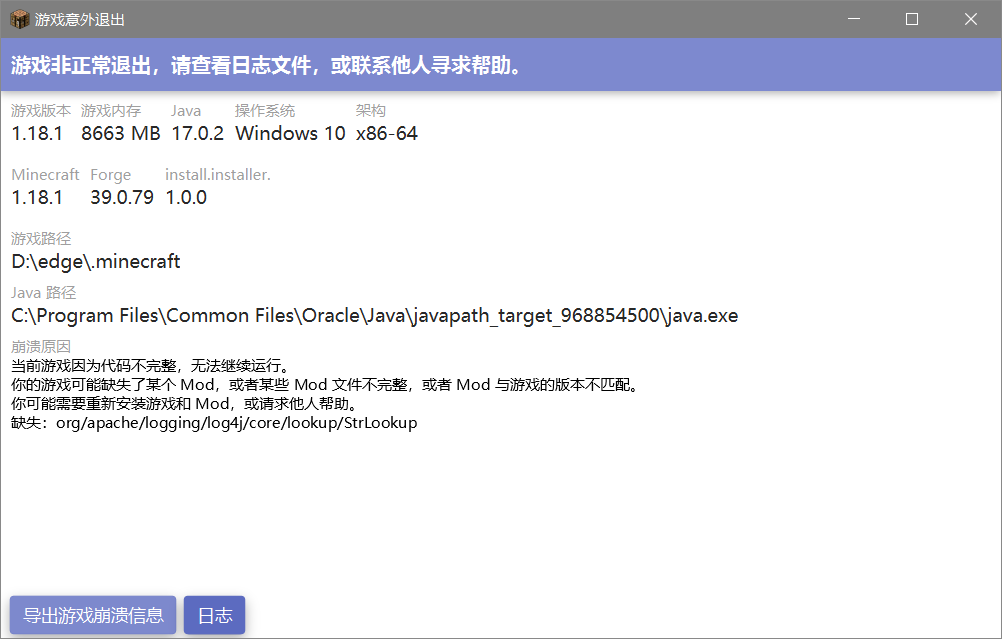 游戏意外退出
游戏非正常退出，请查看日志文件，或联系他人寻求帮助。
游戏版本 游戏内存 Java 操作系统 架构
1.18.1 8663 MB 17.0.2 Windows 10 x86-64
Minecraft Forge install.installer.
1.18.1 39.0.79 1.0.0
游戏路径
D:\edge\.minecraft
Java 路径
C:\Program Files\Common Files\Oracle\Java\javapath_target_968854500\java.exe
崩溃原因
当前游戏因为代码不完整，无法继续运行。
你的游戏可能缺失了某个 Mod，或者某些 Mod 文件不完整，或者 Mod 与游戏的版本不匹配。
你可能需要重新安装游戏和 Mod，或请求他人帮助。
缺失：org/apache/logging/log4j/core/lookup/StrLookup
导出游戏崩溃信息 日志